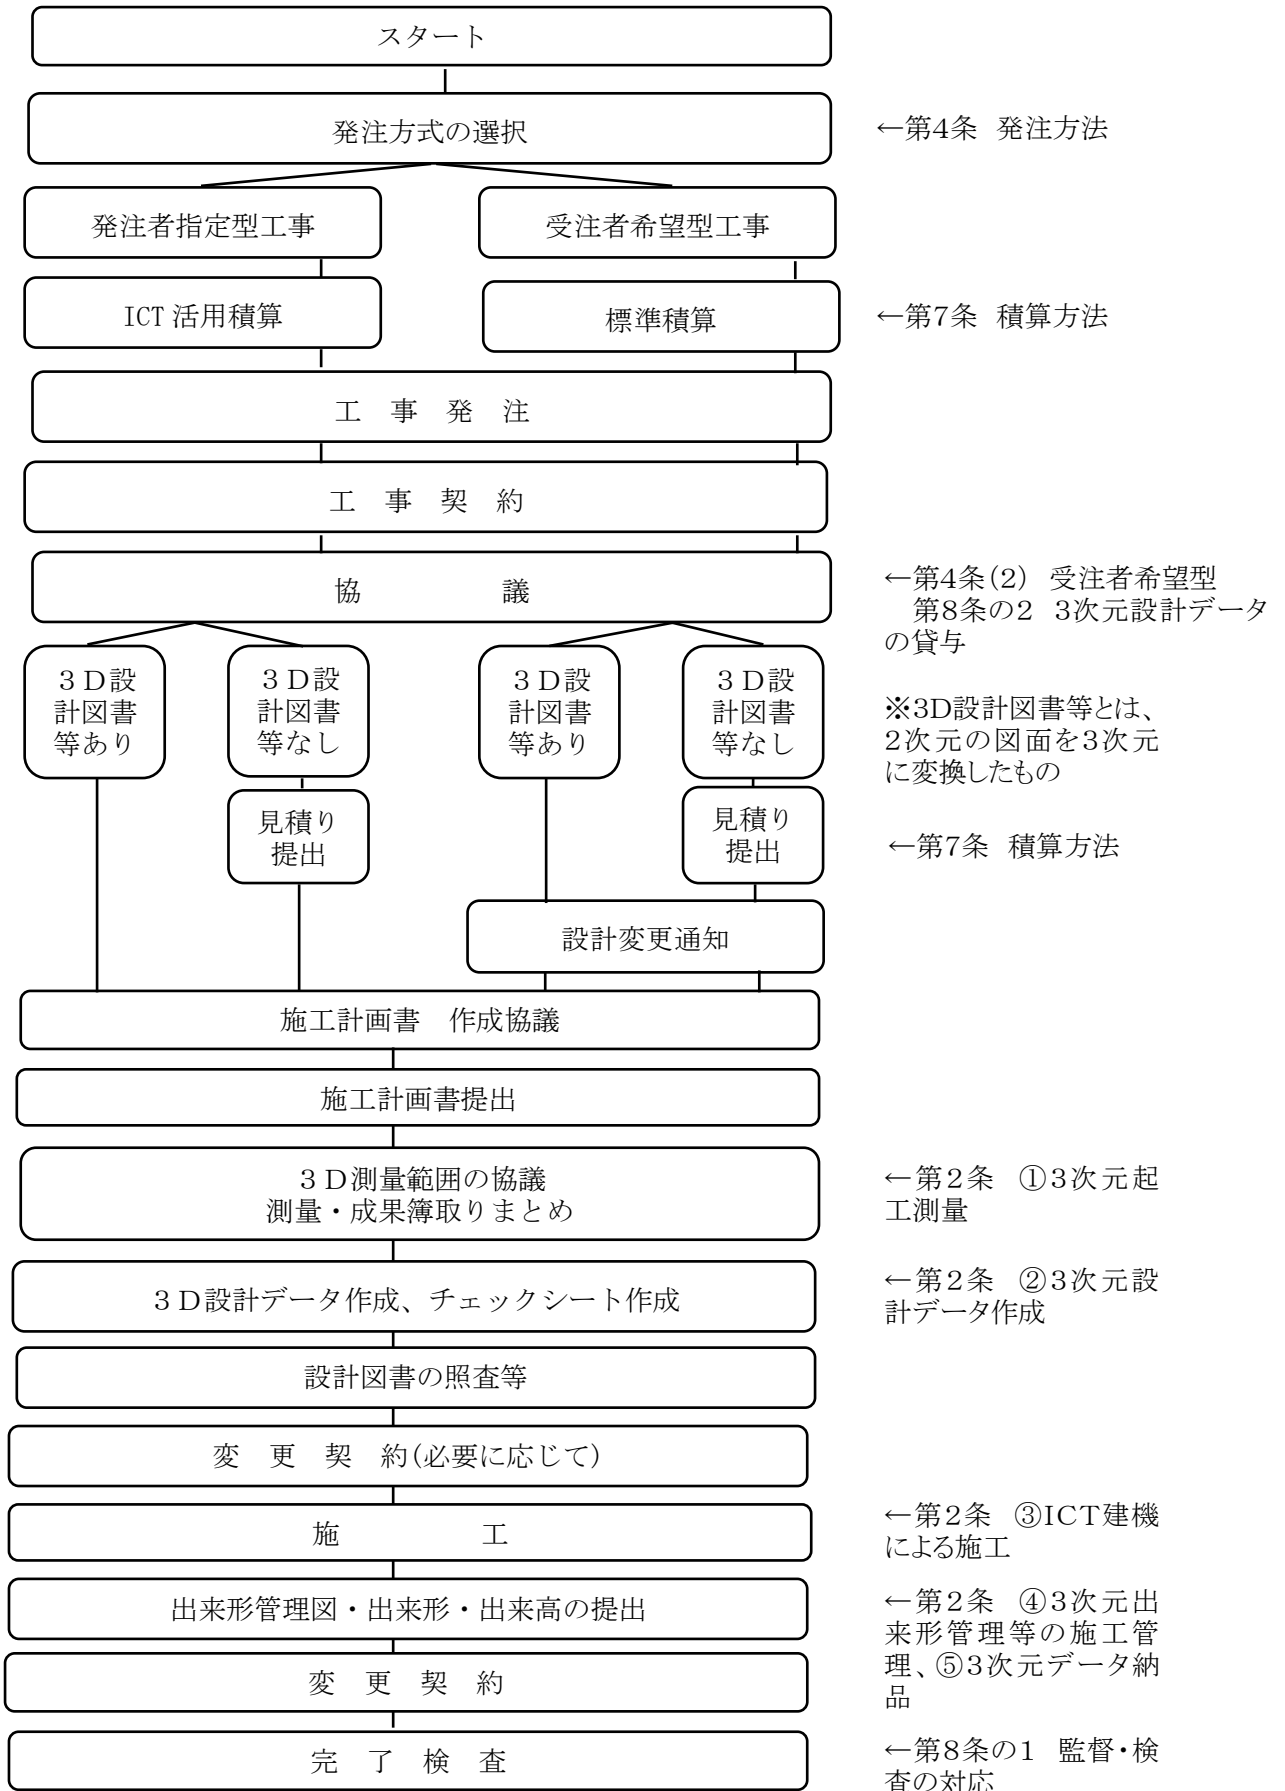 スタート
発注方式の選択
←第4条 発注方法
発注者指定型工事
受注者希望型工事
ICT 活用積算
標準積算
←第7条 積算方法
工 事 発 注
工 事 契 約
協 議
←第4条(2) 受注者希望型
第8条の2 3次元設計データ
の貸与
3D設
計図書
等あり
3D設
計図書
等なし
3D設
計図書
等あり
3D設
計図書
等なし
※3D設計図書等とは、
2次元の図面を3次元
に変換したもの
見積り
提出
見積り
提出
←第7条 積算方法
設計変更通知
施工計画書 作成協議
施工計画書提出
3D測量範囲の協議
測量・成果簿取りまとめ
←第2条 ①3次元起
工測量
3D設計データ作成、チェックシート作成
←第2条 ②3次元設
計データ作成
設計図書の照査等
変 更 契 約(必要に応じて)
施 工
←第2条 ③ICT建機
による施工
出来形管理図・出来形・出来高の提出
←第2条 ④3次元出
来形管理等の施工管
理、⑤3次元データ納
品
変 更 契 約
完 了 検 査
←第8条の1 監督・検
査の対応